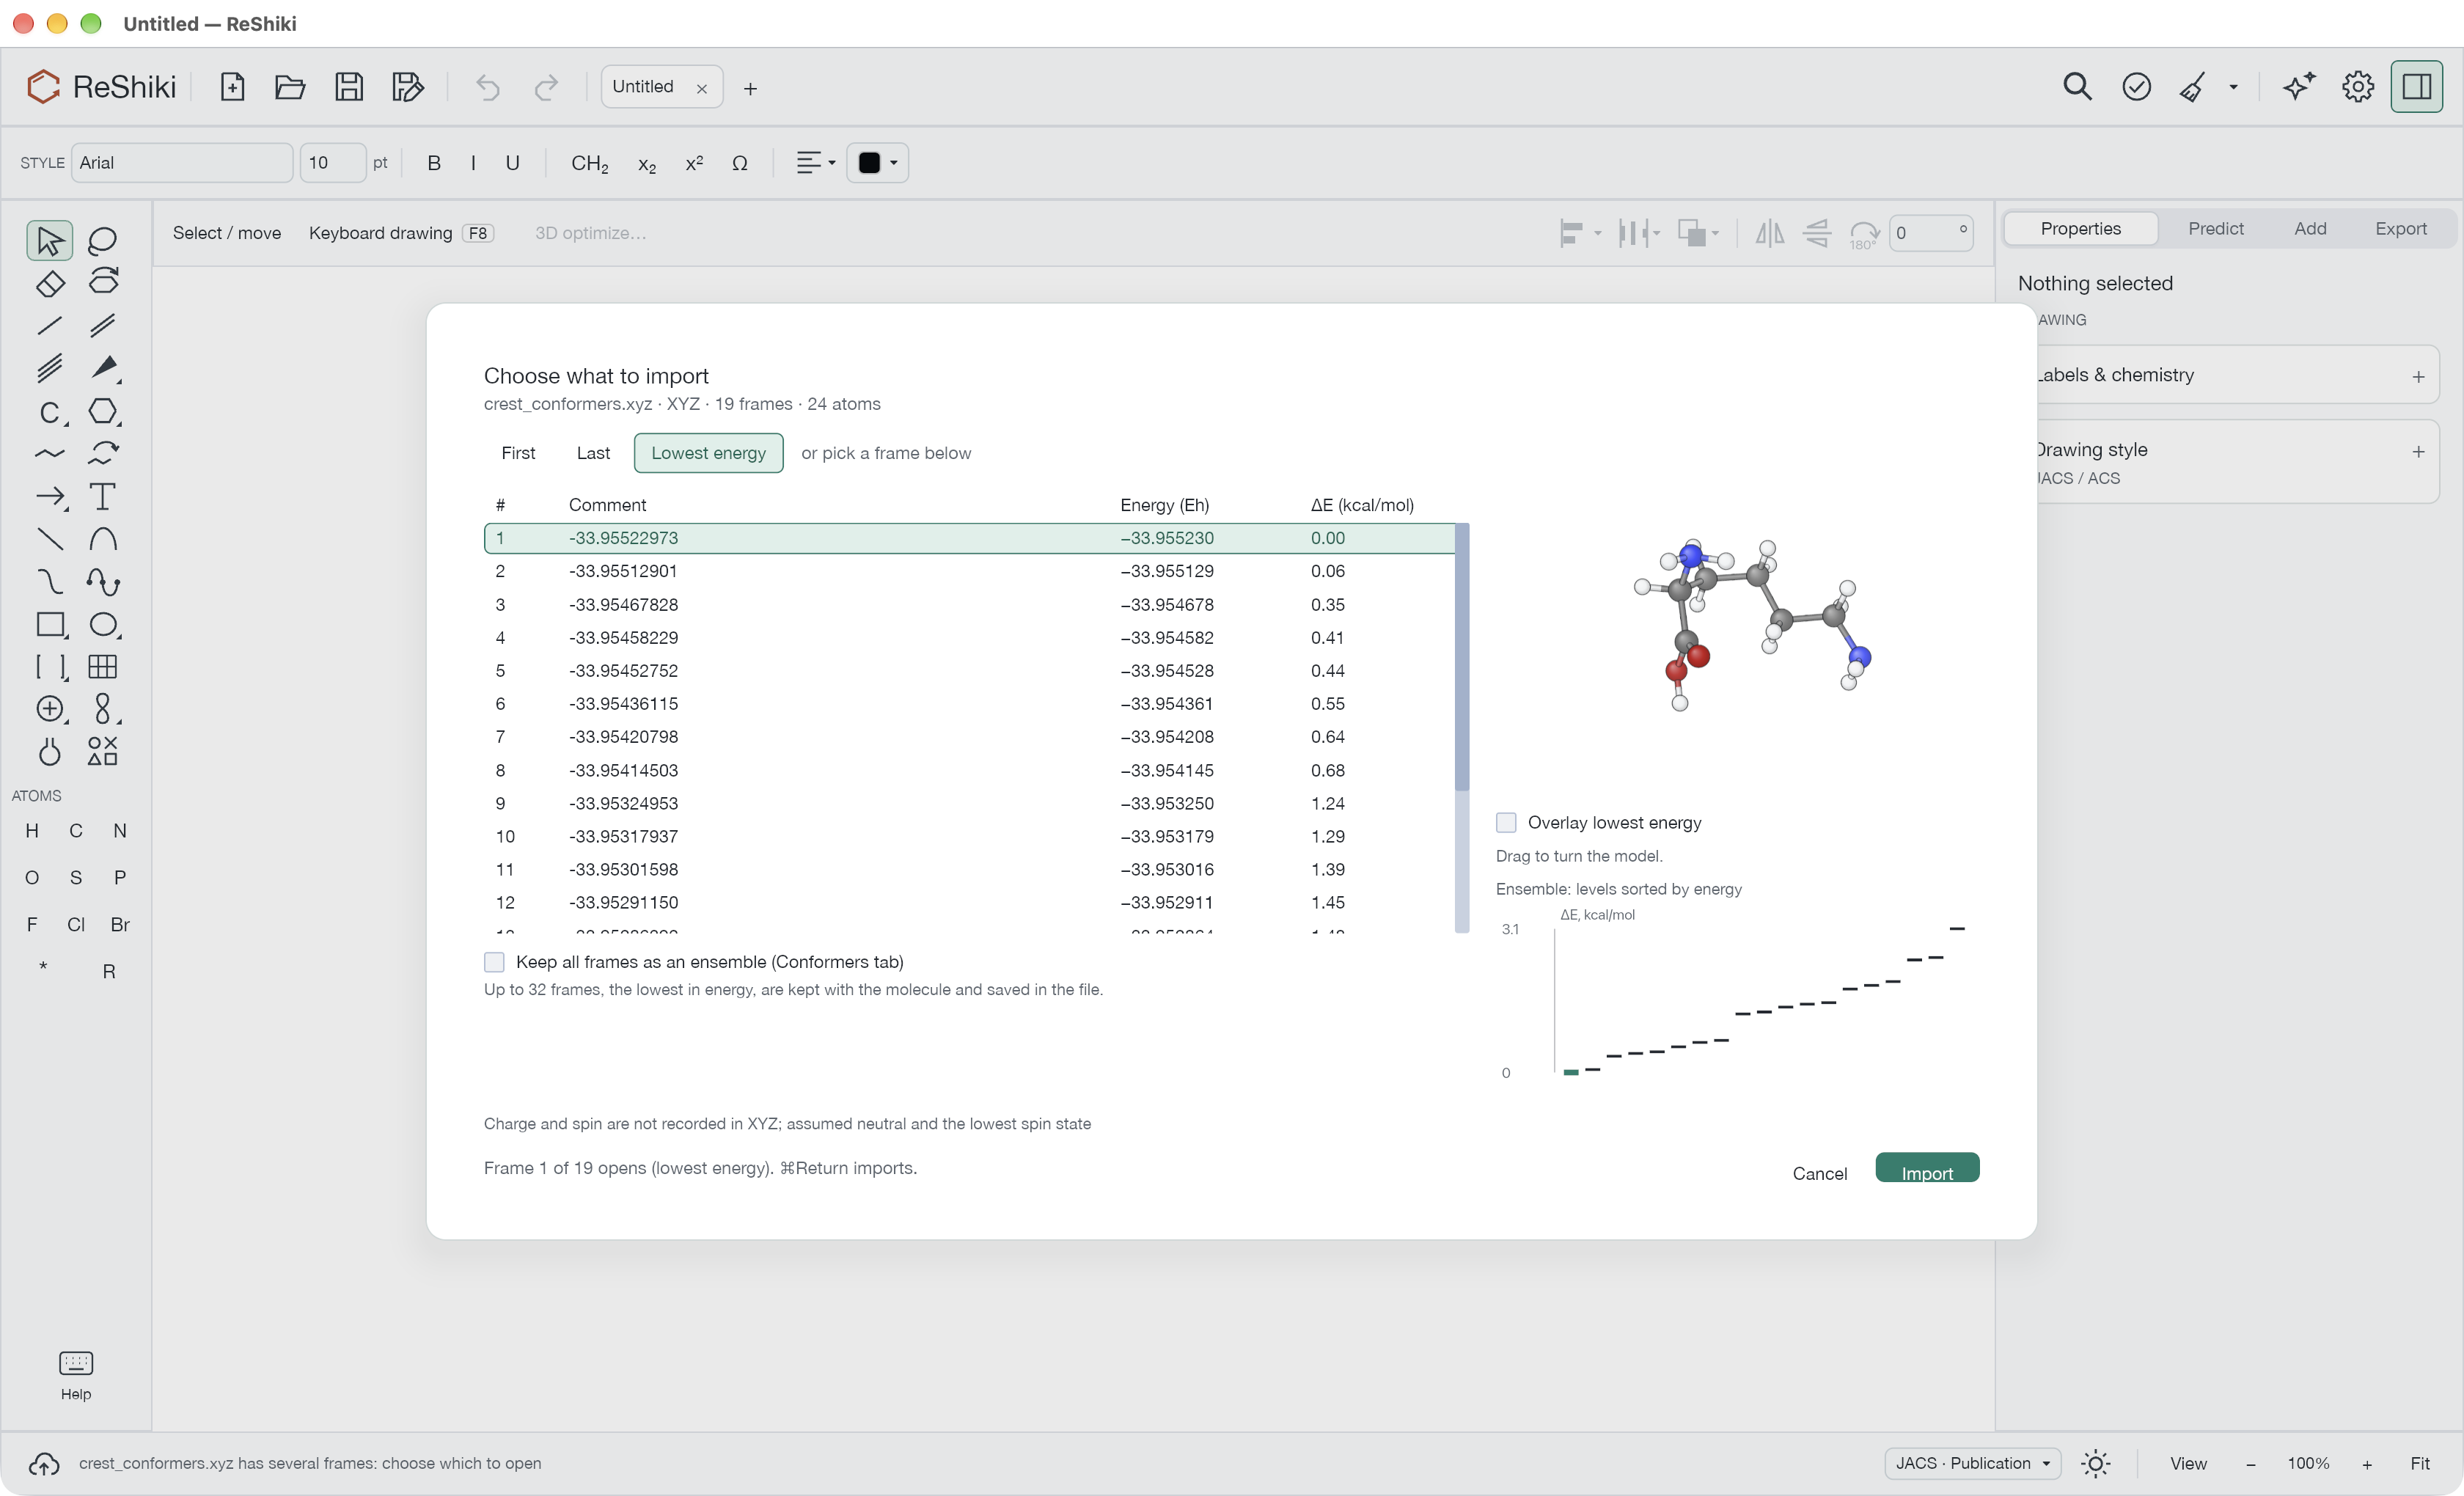 Untitled — ReShiki
ReShiki
Untitled × +
STYLE Arial 10 pt B I U CH₂ x₂ x² Ω
Select / move Keyboard drawing F8 3D optimize… 180° 0 °
Properties Predict Add Export
Nothing selected
AWING
Labels & chemistry +
Drawing style +
JACS / ACS
C
T
ATOMS
H C N
O S P
F Cl Br
* R
Help
Choose what to import
crest_conformers.xyz · XYZ · 19 frames · 24 atoms
First Last Lowest energy or pick a frame below
# Comment Energy (Eh) ΔE (kcal/mol)
1 -33.95522973 −33.955230 0.00
2 -33.95512901 −33.955129 0.06
3 -33.95467828 −33.954678 0.35
4 -33.95458229 −33.954582 0.41
5 -33.95452752 −33.954528 0.44
6 -33.95436115 −33.954361 0.55
7 -33.95420798 −33.954208 0.64
8 -33.95414503 −33.954145 0.68
9 -33.95324953 −33.953250 1.24
10 -33.95317937 −33.953179 1.29
11 -33.95301598 −33.953016 1.39
12 -33.95291150 −33.952911 1.45
Keep all frames as an ensemble (Conformers tab)
Up to 32 frames, the lowest in energy, are kept with the molecule and saved in the file.
Overlay lowest energy
Drag to turn the model.
Ensemble: levels sorted by energy
ΔE, kcal/mol
3.1
0
Charge and spin are not recorded in XYZ; assumed neutral and the lowest spin state
Frame 1 of 19 opens (lowest energy). ⌘Return imports.
Cancel Import
crest_conformers.xyz has several frames: choose which to open
JACS · Publication View − 100% + Fit